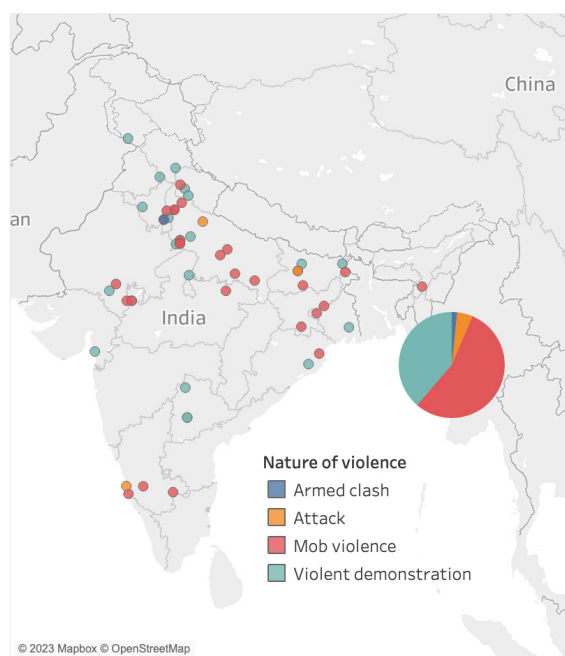 China
an
India
Nature of violence
Armed clash
Attack
Mob violence
Violent demonstration
© 2023 Mapbox © OpenStreetMap